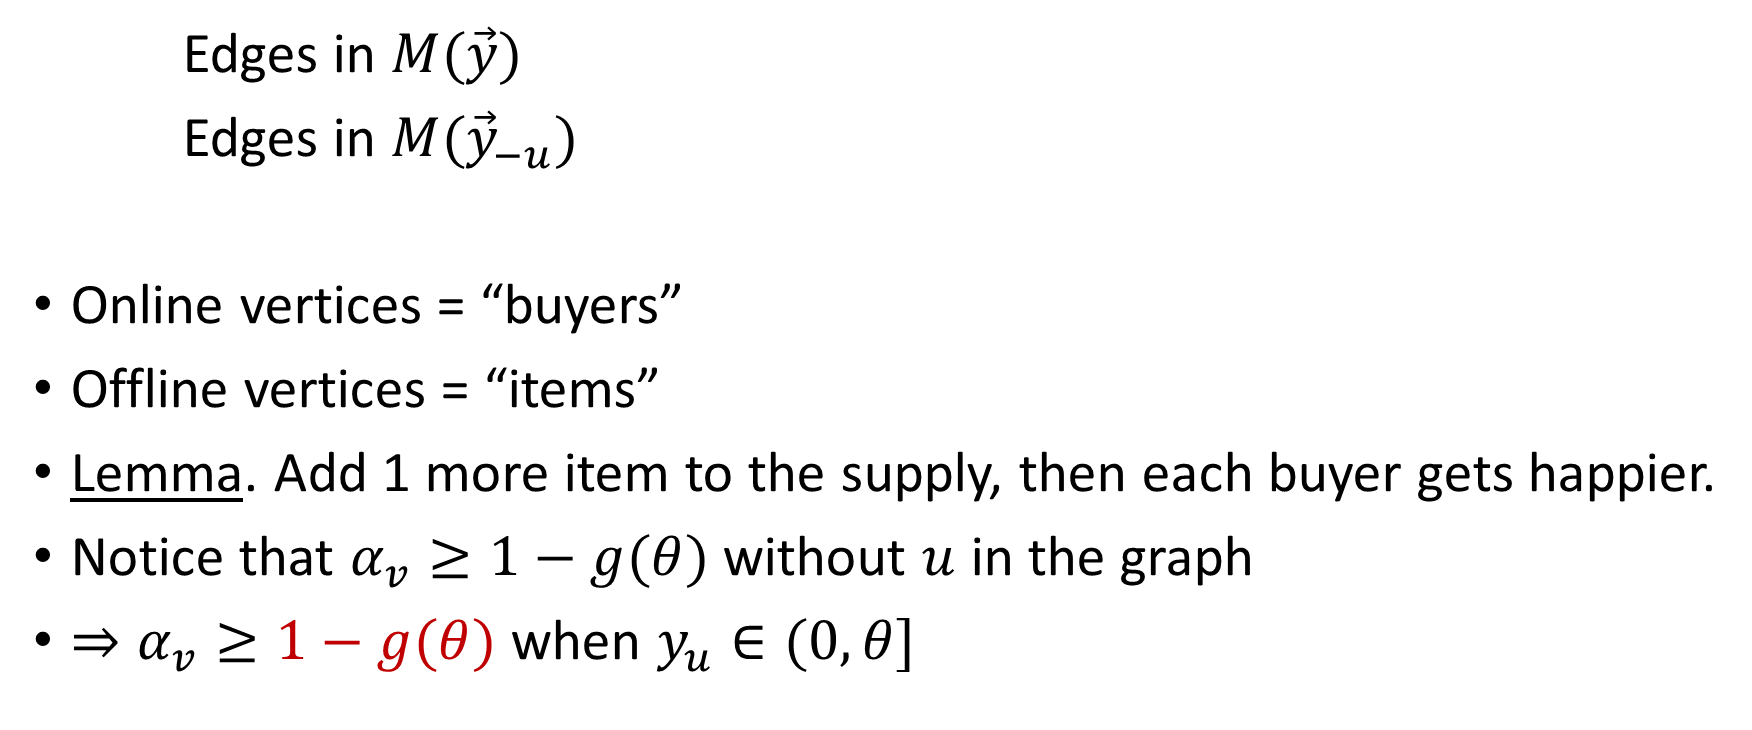 Edges in 𝑀(𝑦⃗)
Edges in 𝑀(𝑦⃗₋ᵤ)
• Online vertices = “buyers”
• Offline vertices = “items”
• Lemma. Add 1 more item to the supply, then each buyer gets happier.
• Notice that αᵥ ≥ 1 − g(θ) without u in the graph
• ⇒ αᵥ ≥ 1 − g(θ) when yᵤ ∈ (0, θ]